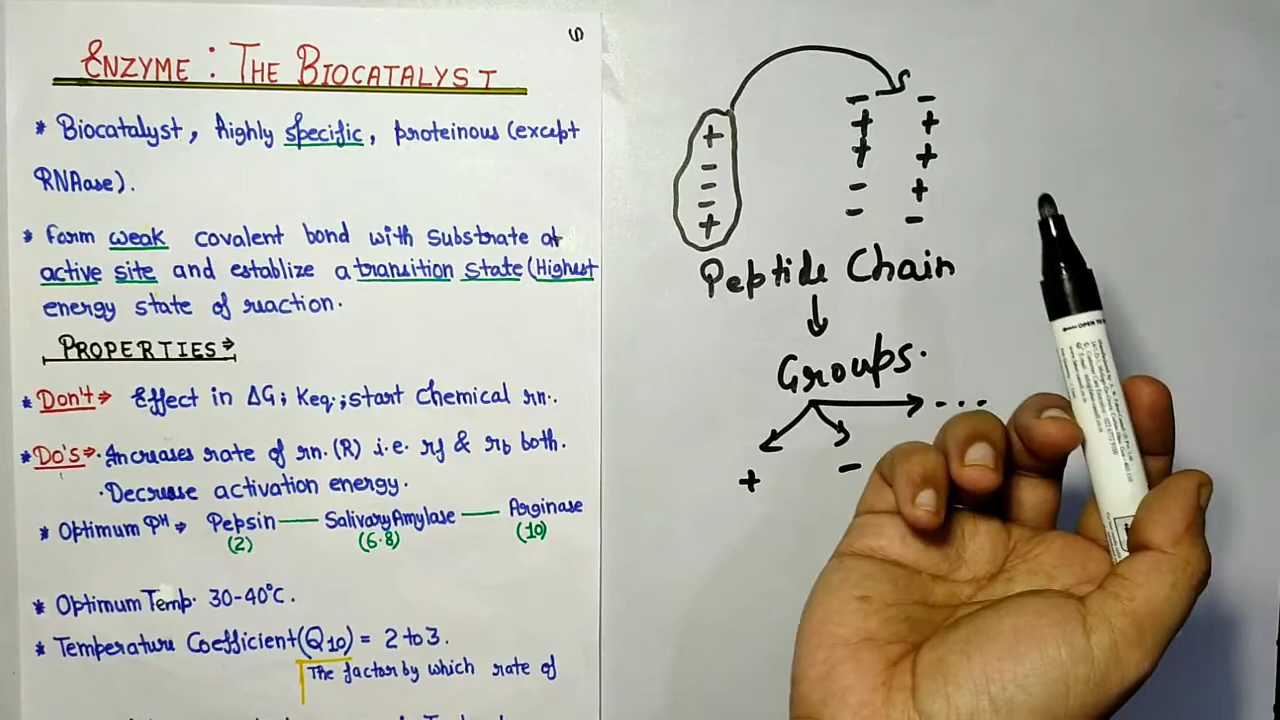 5
ENZYME: THE BIOCATALYST
* Biocatalyst, highly specific, proteinous (except
RNAase).
* Form weak covalent bond with substrate at
active site and establize a transition state (Highest
energy state of reaction.
PROPERTIES→
* Don't⇒ Effect in ΔG; Keq.; start chemical rn..
* Do's⇒ · Increases rate of rn. (R) i.e. rf & rb both.
· Decrease activation energy.
* Optimum PH ⇒ Pepsin — Salivary Amylase — Arginase
(2) (6.8) (10)
* Optimum Temp. 30-40°C.
* Temperature Coefficient (Q10) = 2 to 3.
The factor by which rate of
+
-
-
-
+
- -
+ +
+ +
- +
- -
Peptide Chain
↓
Groups.
...
+ -